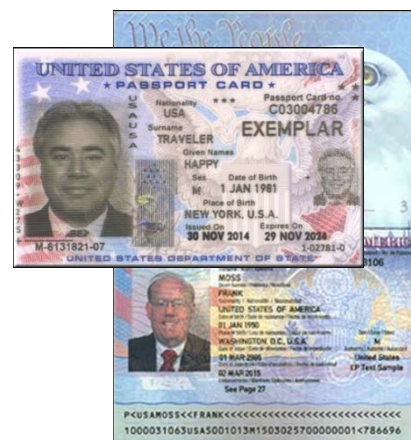 We the People
UNITED STATES OF AMERICA
PASSPORT CARD
USA USA
Nationality
USA
Passport Card no.
C03004786
Surname
TRAVELER
EXEMPLAR
Given Names
HAPPY
Sex
Date of Birth
M
1 JAN 1981
Place of Birth
NEW YORK, U.S.A.
Issued On
30 NOV 2014
Expires On
29 NOV 2024
M-6131821-07
1-02781-0
UNITED STATES DEPARTMENT OF STATE
MOSS
FRANK
UNITED STATES OF AMERICA
01 JAN 1950
WASHINGTON, D.C., U.S.A.
M
01 MAR 2005
United States
02 MAR 2015
EP Test Sample
See Page 27
USA
P<USAMOSS<<FRANK<<<<<<<<<<<<<<<<<<<<<<<<<<<<
1000031063USA5001013M1503025700000001<786696